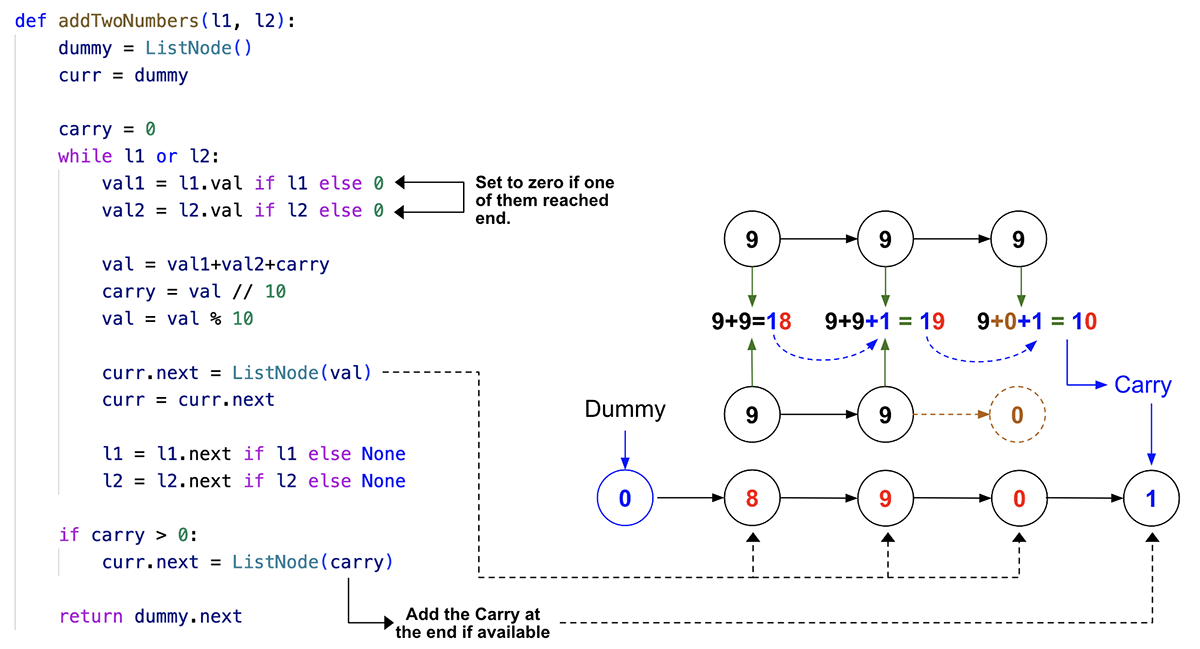 def addTwoNumbers(l1, l2):
    dummy = ListNode()
    curr = dummy
    carry = 0
    while l1 or l2:
        val1 = l1.val if l1 else 0
        val2 = l2.val if l2 else 0
        val = val1+val2+carry
        carry = val // 10
        val = val % 10
        curr.next = ListNode(val)
        curr = curr.next
        l1 = l1.next if l1 else None
        l2 = l2.next if l2 else None
    if carry > 0:
        curr.next = ListNode(carry)
    return dummy.next
Set to zero if one
of them reached
end.
Add the Carry at
the end if available
9 9 9
9+9=18 9+9+1 = 19 9+0+1 = 10
Carry
9 9 0
Dummy
0 8 9 0 1